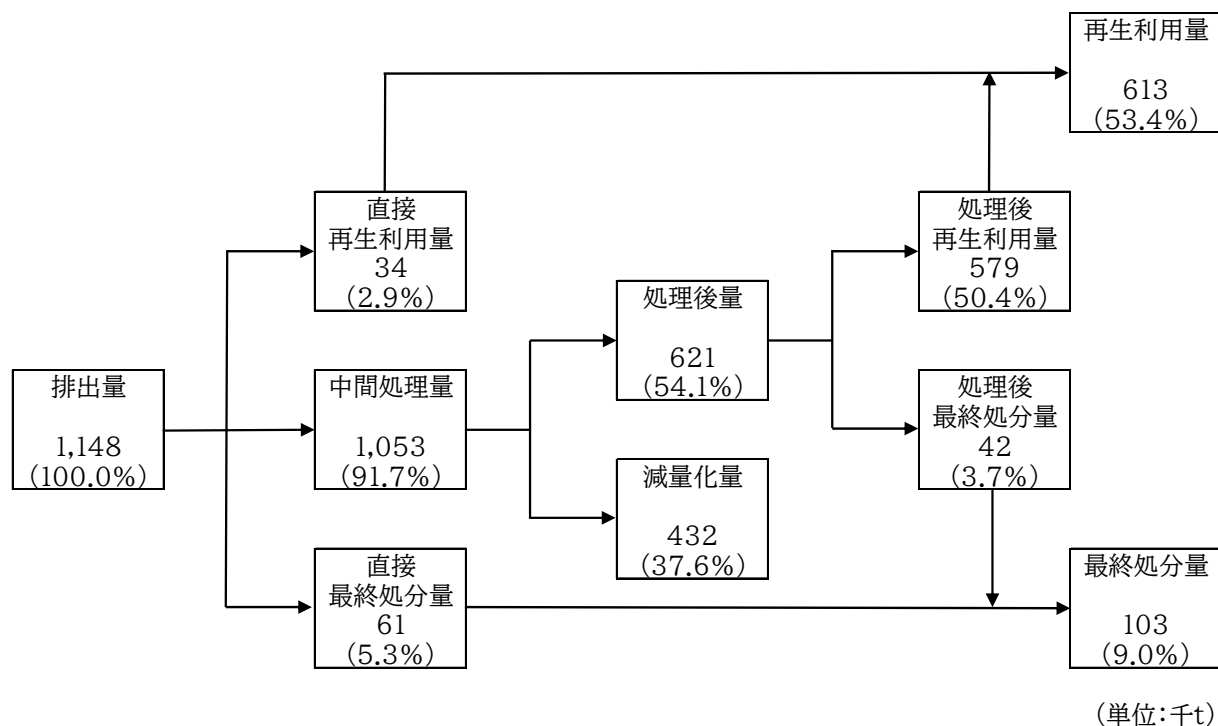 再生利用量
613
(53.4%)
直接
再生利用量
34
(2.9%)
処理後
再生利用量
579
(50.4%)
処理後量
621
(54.1%)
排出量
1,148
(100.0%)
中間処理量
1,053
(91.7%)
処理後
最終処分量
42
(3.7%)
減量化量
432
(37.6%)
直接
最終処分量
61
(5.3%)
最終処分量
103
(9.0%)
(単位:千t)